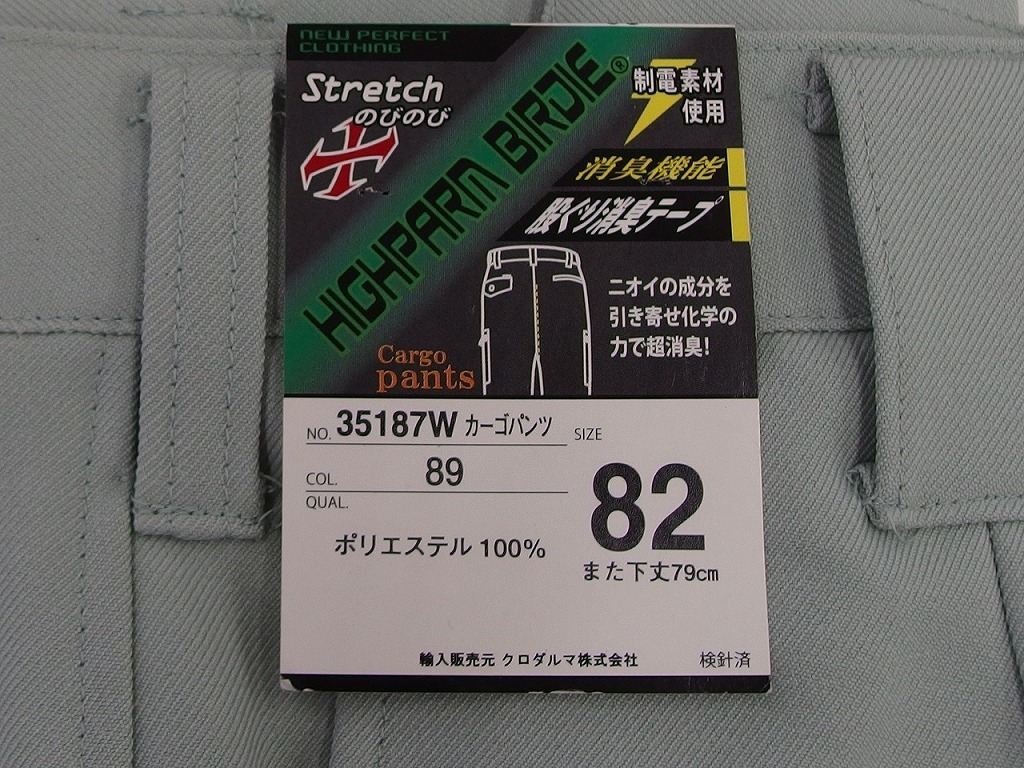 NEW PERFECT
CLOTHING
Stretch
のびのび
HIGHPARM BIRDIE®
制電素材
使用
消臭機能
股グリ消臭テープ
ニオイの成分を
引き寄せ化学の
力で超消臭!
Cargo
pants
NO. 35187W カーゴパンツ
SIZE
COL. 89
82
QUAL.
ポリエステル 100%
また下丈79cm
輸入販売元 クロダルマ株式会社
検針済